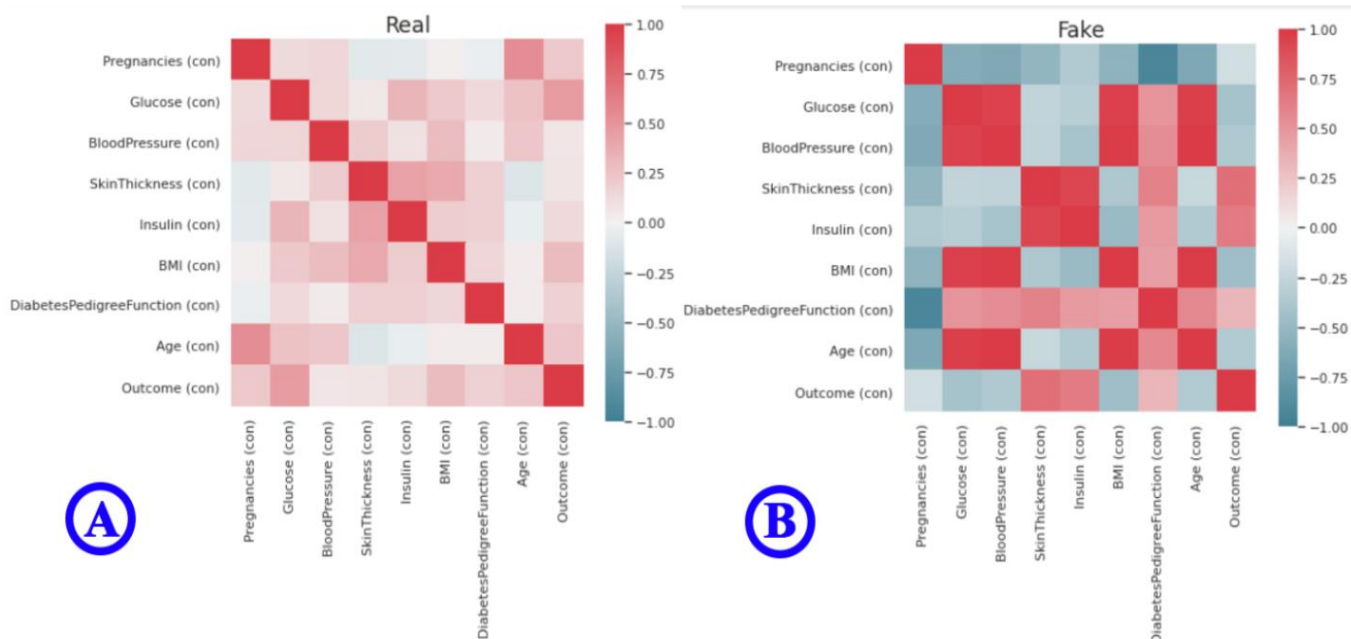 Real
Pregnancies (con)
Glucose (con)
BloodPressure (con)
SkinThickness (con)
Insulin (con)
BMI (con)
DiabetesPedigreeFunction (con)
Age (con)
Outcome (con)
Pregnancies (con)
Glucose (con)
BloodPressure (con)
SkinThickness (con)
Insulin (con)
BMI (con)
DiabetesPedigreeFunction (con)
Age (con)
Outcome (con)
1.00
0.75
0.50
0.25
0.00
−0.25
−0.50
−0.75
−1.00
A
Fake
Pregnancies (con)
Glucose (con)
BloodPressure (con)
SkinThickness (con)
Insulin (con)
BMI (con)
DiabetesPedigreeFunction (con)
Age (con)
Outcome (con)
Pregnancies (con)
Glucose (con)
BloodPressure (con)
SkinThickness (con)
Insulin (con)
BMI (con)
DiabetesPedigreeFunction (con)
Age (con)
Outcome (con)
1.00
0.75
0.50
0.25
0.00
−0.25
−0.50
−0.75
−1.00
B